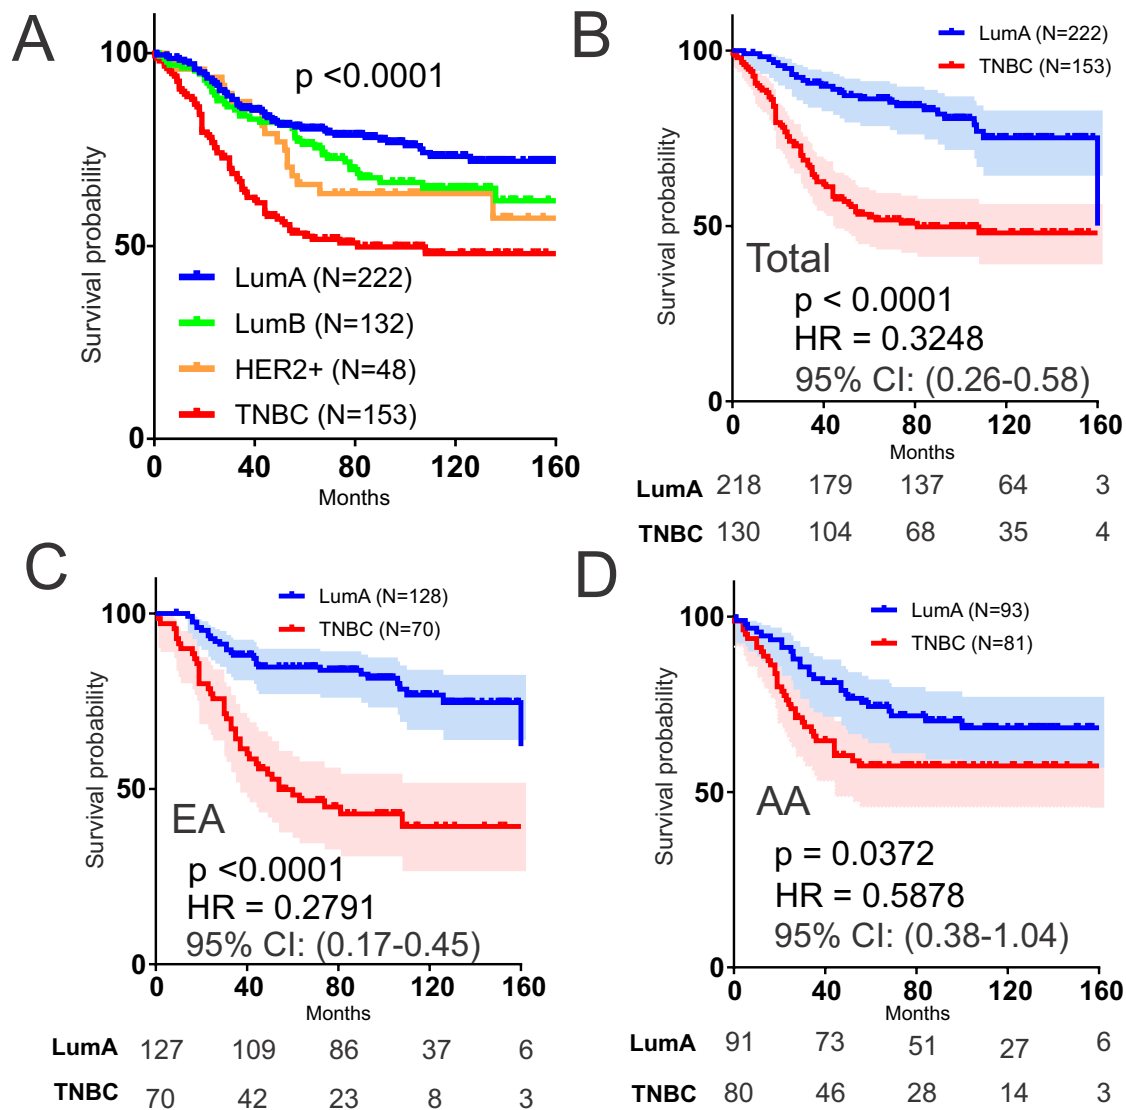 A
100
50
0
Survival probability
p <0.0001
LumA (N=222)
LumB (N=132)
HER2+ (N=48)
TNBC (N=153)
0 40 80 120 160
Months
B
100
50
0
Survival probability
LumA (N=222)
TNBC (N=153)
Total
p < 0.0001
HR = 0.3248
95% CI: (0.26-0.58)
0 40 80 120 160
Months
LumA 218 179 137 64 3
TNBC 130 104 68 35 4
C
100
50
0
Survival probability
LumA (N=128)
TNBC (N=70)
EA
p <0.0001
HR = 0.2791
95% CI: (0.17-0.45)
0 40 80 120 160
Months
LumA 127 109 86 37 6
TNBC 70 42 23 8 3
D
100
50
0
Survival probability
LumA (N=93)
TNBC (N=81)
AA
p = 0.0372
HR = 0.5878
95% CI: (0.38-1.04)
0 40 80 120 160
Months
LumA 91 73 51 27 6
TNBC 80 46 28 14 3